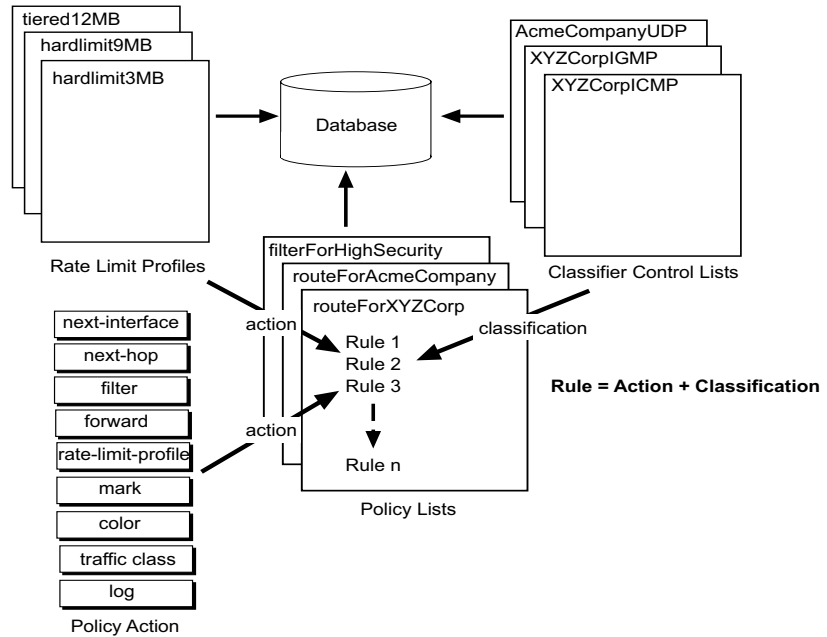 tiered12MB
hardlimit9MB
hardlimit3MB
Rate Limit Profiles
Database
AcmeCompanyUDP
XYZCorpIGMP
XYZCorpICMP
Classifier Control Lists
filterForHighSecurity
routeForAcmeCompany
routeForXYZCorp
action
classification
Rule 1
Rule 2
Rule 3
action
Rule n
Policy Lists
Rule = Action + Classification
next-interface
next-hop
filter
forward
rate-limit-profile
mark
color
traffic class
log
Policy Action